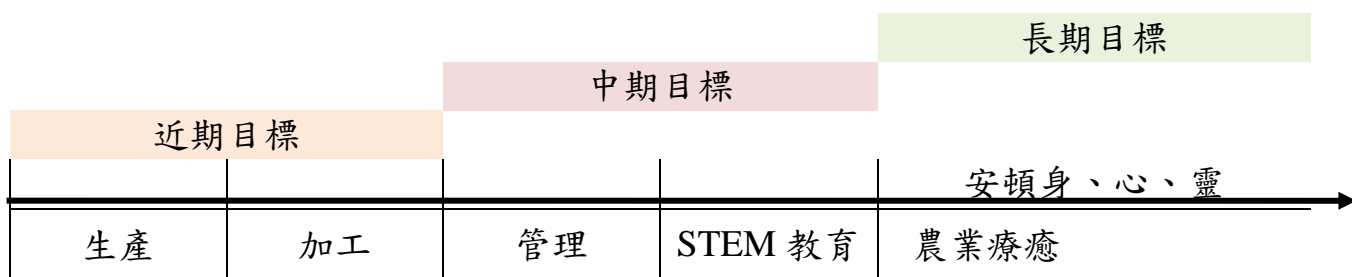 長期目標
中期目標
近期目標
安頓身、心、靈
生產
加工
管理
STEM 教育
農業療癒